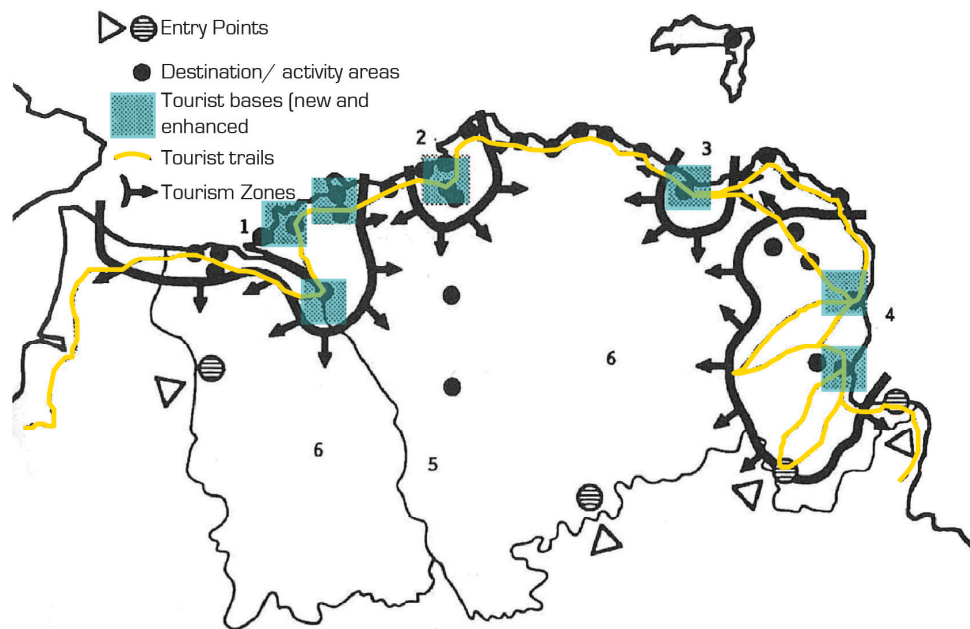 Entry Points
Destination/ activity areas
Tourist bases (new and
enhanced
Tourist trails
Tourism Zones
2
3
1
4
6
6
5